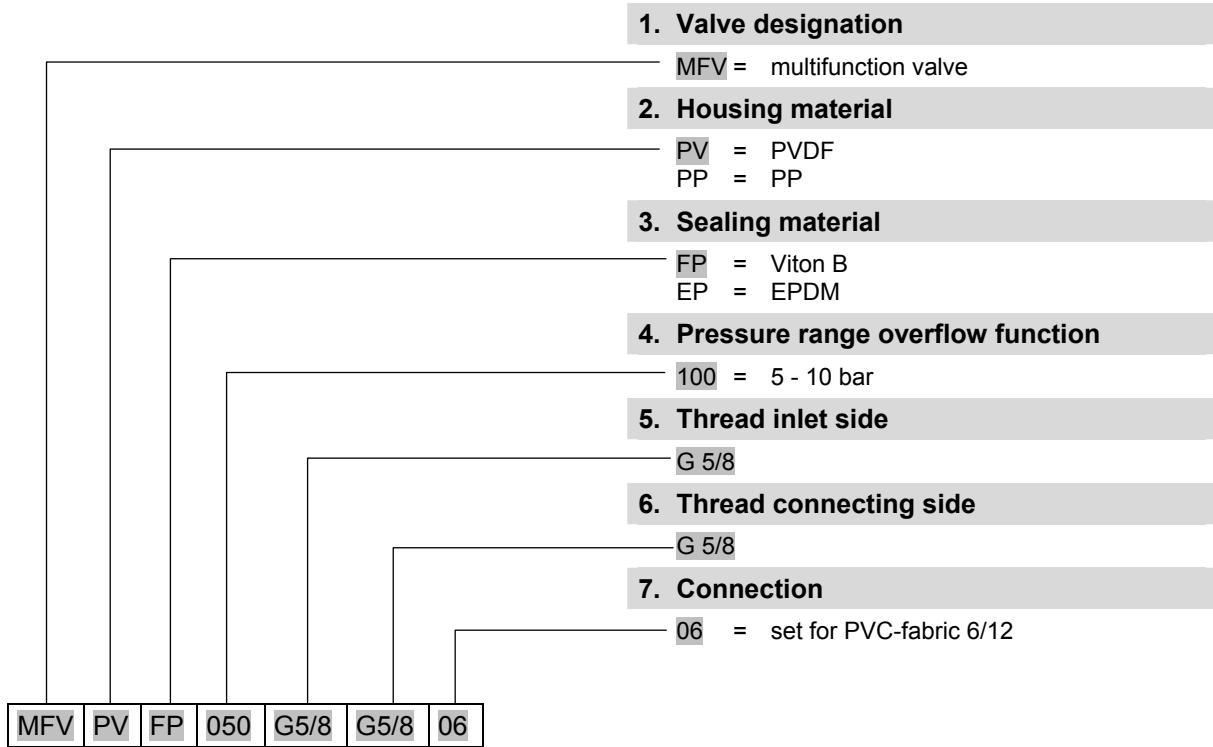 1. Valve designation
MFV = multifunction valve
2. Housing material
PV = PVDF
PP = PP
3. Sealing material
FP = Viton B
EP = EPDM
4. Pressure range overflow function
100 = 5 - 10 bar
5. Thread inlet side
G 5/8
6. Thread connecting side
G 5/8
7. Connection
06 = set for PVC-fabric 6/12
MFV PV FP 050 G5/8 G5/8 06